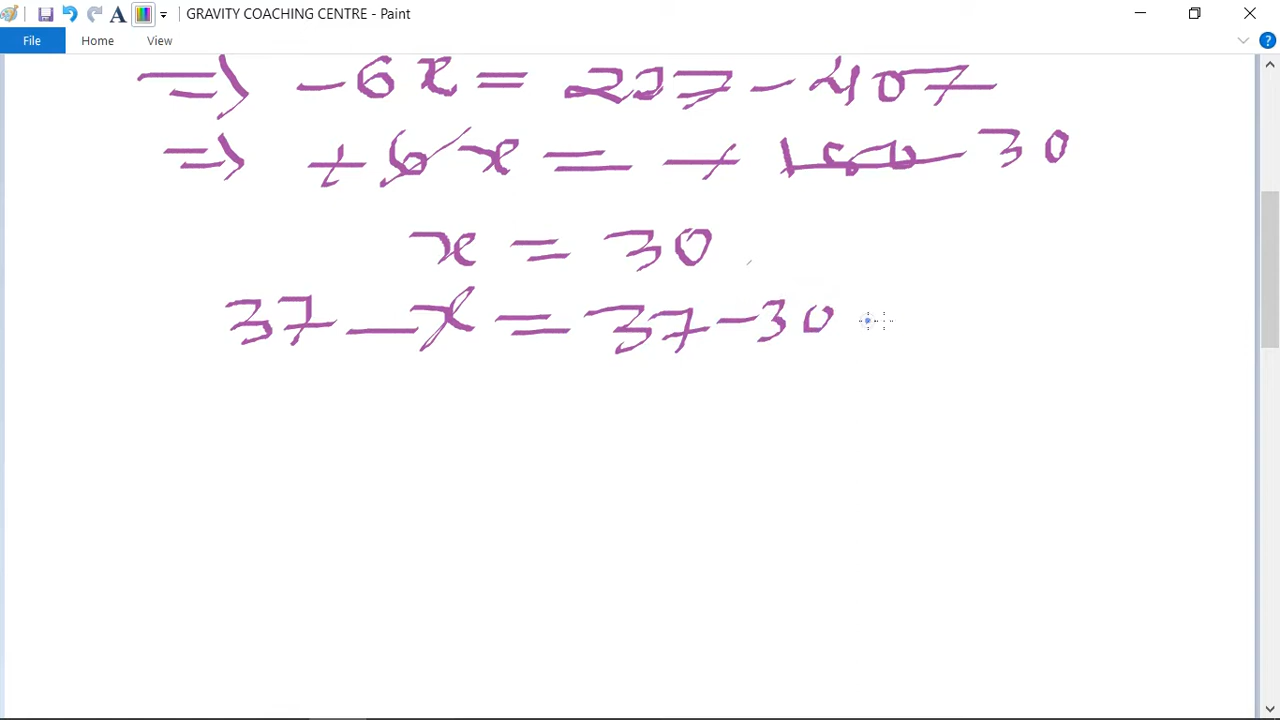 GRAVITY COACHING CENTRE - Paint
File Home View
=> -6x = 227 - 407
=> +6x = + 180 30
x = 30
37 - x = 37 - 30